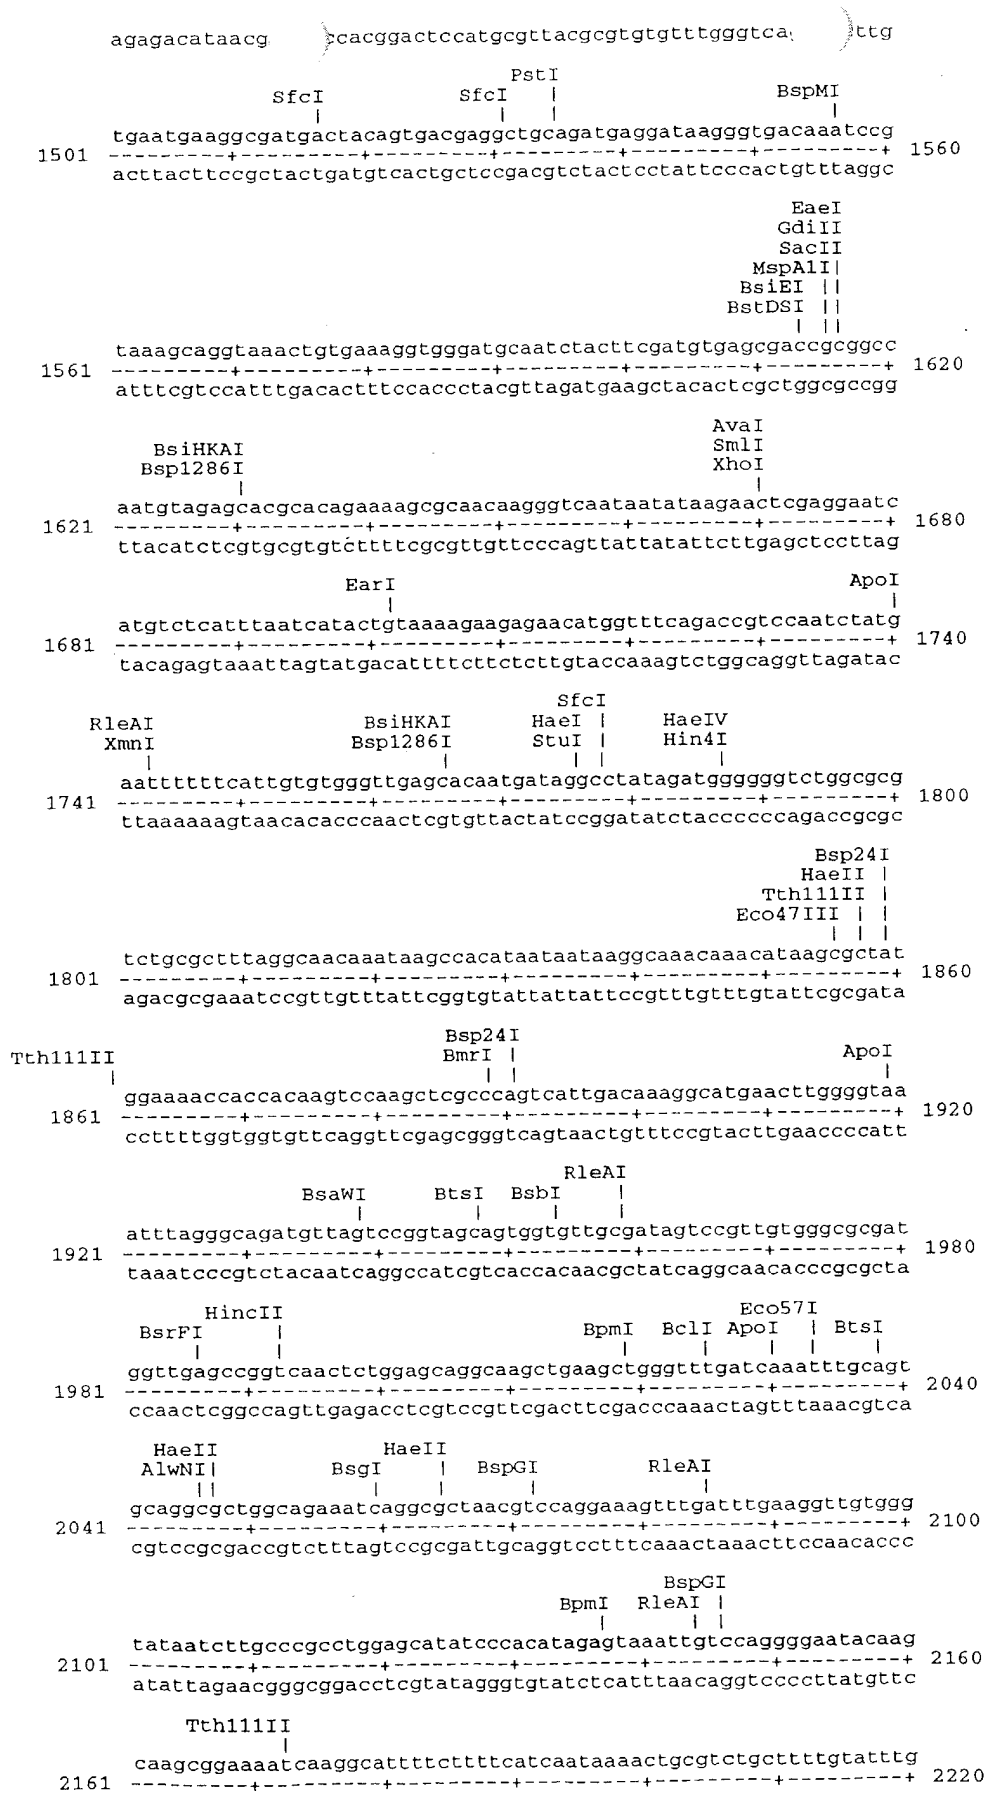 agagacataacg ccacggactccatgcgttacgcgtgtgtttgggtca ttg
PstI
SfcI SfcI | BspMI
| | | |
tgaatgaaggcgatgactacagtgacgaggctgcagatgaggataagggtgacaaatccg
1501 ---------+---------+---------+---------+---------+---------+ 1560
acttacttccgctactgatgtcactgctccgacgtctactcctattcccactgtttaggc
EaeI
GdiII
SacII
MspA1I|
BsiEI ||
BstDSI ||
| ||
taaagcaggtaaactgtgaaaggtgggatgcaatctacttcgatgtgagcgaccgcggcc
1561 ---------+---------+---------+---------+---------+---------+ 1620
atttcgtccatttgacactttccaccctacgttagatgaagctacactcgctggcgccgg
AvaI
BsiHKAI SmlI
Bsp1286I XhoI
| |
aatgtagagcacgcacagaaaagcgcaacaagggtcaataatataagaactcgaggaatc
1621 ---------+---------+---------+---------+---------+---------+ 1680
ttacatctcgtgcgtgtcttttcgcgttgttcccagttattatattcttgagctccttag
EarI ApoI
| |
atgtctcatttaatcatactgtaaaagaagagaacatggtttcagaccgtccaatctatg
1681 ---------+---------+---------+---------+---------+---------+ 1740
tacagagtaaattagtatgacattttcttctcttgtaccaaagtctggcaggttagatac
SfcI
RleAI BsiHKAI HaeI | HaeIV
XmnI Bsp1286I StuI | Hin4I
| | | | |
aattttttcattgtgtgggttgagcacaatgataggcctatagatggggggtctggcgcg
1741 ---------+---------+---------+---------+---------+---------+ 1800
ttaaaaaagtaacacacccaactcgtgttactatccggatatctaccccccagaccgcgc
Bsp24I
HaeII |
Tth111II |
Eco47III | |
| | |
tctgcgctttaggcaacaaataagccacataataataaggcaaacaaacataagcgctat
1801 ---------+---------+---------+---------+---------+---------+ 1860
agacgcgaaatccgttgtttattcggtgtattattattccgtttgtttgtattcgcgata
Bsp24I
Tth111II BmrI | ApoI
| | | |
ggaaaaccaccacaagtccaagctcgcccagtcattgacaaaggcatgaacttggggtaa
1861 ---------+---------+---------+---------+---------+---------+ 1920
ccttttggtggtgttcaggttcgagcgggtcagtaactgtttccgtacttgaaccccatt
RleAI
BsaWI BtsI BsbI |
| | | |
atttagggcagatgttagtccggtagcagtggtgttgcgatagtccgttgtgggcgcgat
1921 ---------+---------+---------+---------+---------+---------+ 1980
taaatcccgtctacaatcaggccatcgtcaccacaacgctatcaggcaacacccgcgcta
HincII Eco57I
BsrFI | BpmI BclI ApoI | BtsI
| | | | | | |
ggttgagccggtcaactctggagcaggcaagctgaagctgggtttgatcaaatttgcagt
1981 ---------+---------+---------+---------+---------+---------+ 2040
ccaactcggccagttgagacctcgtccgttcgacttcgacccaaactagtttaaacgtca
HaeII HaeII
AlwNI| BsgI | BspGI RleAI
|| | | | |
gcaggcgctggcagaaatcaggcgctaacgtccaggaaagtttgatttgaaggttgtggg
2041 ---------+---------+---------+---------+---------+---------+ 2100
cgtccgcgaccgtctttagtccgcgattgcaggtcctttcaaactaaacttccaacaccc
BspGI
BpmI RleAI |
| | |
tataatcttgcccgcctggagcatatcccacatagagtaaattgtccaggggaatacaag
2101 ---------+---------+---------+---------+---------+---------+ 2160
atattagaacgggcggacctcgtatagggtgtatctcatttaacaggtccccttatgttc
Tth111II
|
caagcggaaaatcaaggcattttcttttcatcaataaaactgcgtctgcttttgtatttg
2161 ---------+---------+---------+---------+---------+---------+ 2220